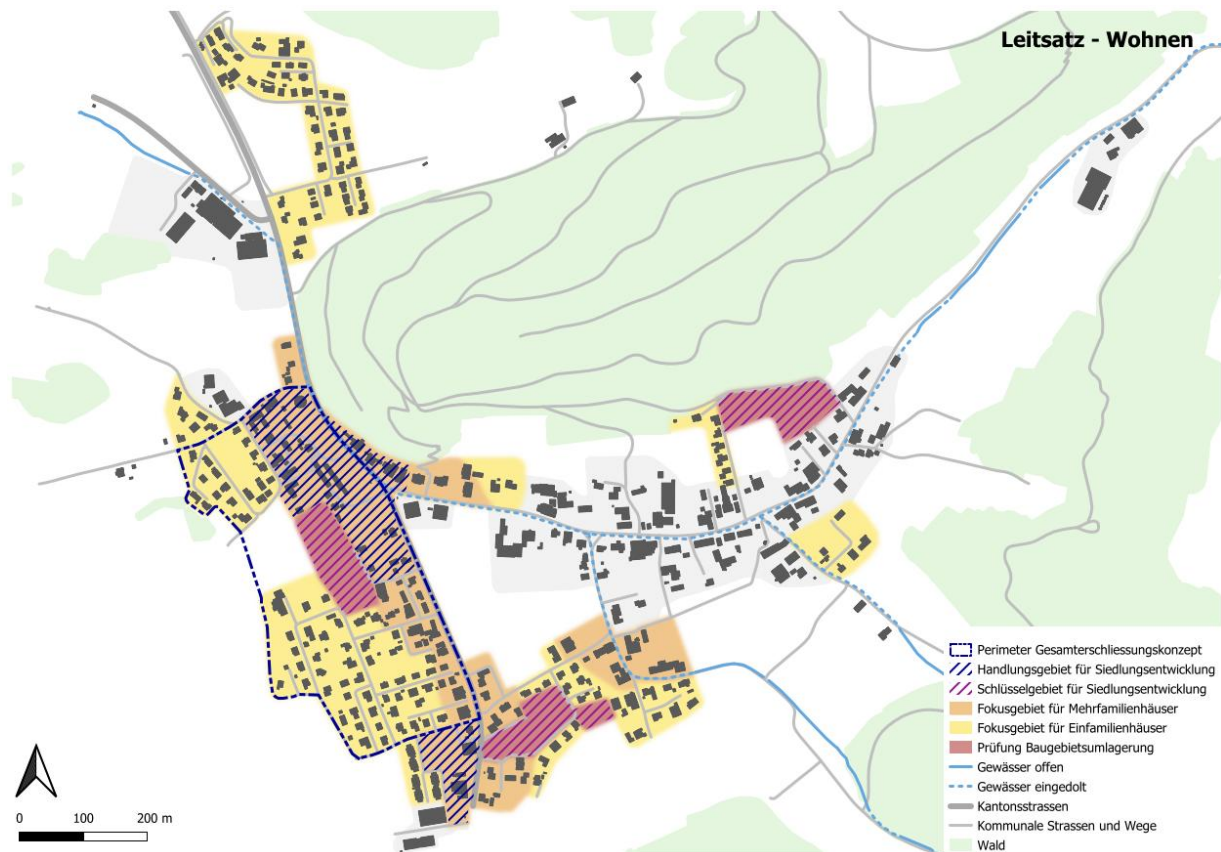 Leitsatz - Wohnen
Perimeter Gesamterschliessungskonzept
Handlungsgebiet für Siedlungsentwicklung
Schlüsselgebiet für Siedlungsentwicklung
Fokusgebiet für Mehrfamilienhäuser
Fokusgebiet für Einfamilienhäuser
Prüfung Baugebietsumlagerung
Gewässer offen
Gewässer eingedolt
Kantonsstrassen
Kommunale Strassen und Wege
Wald
0 100 200 m